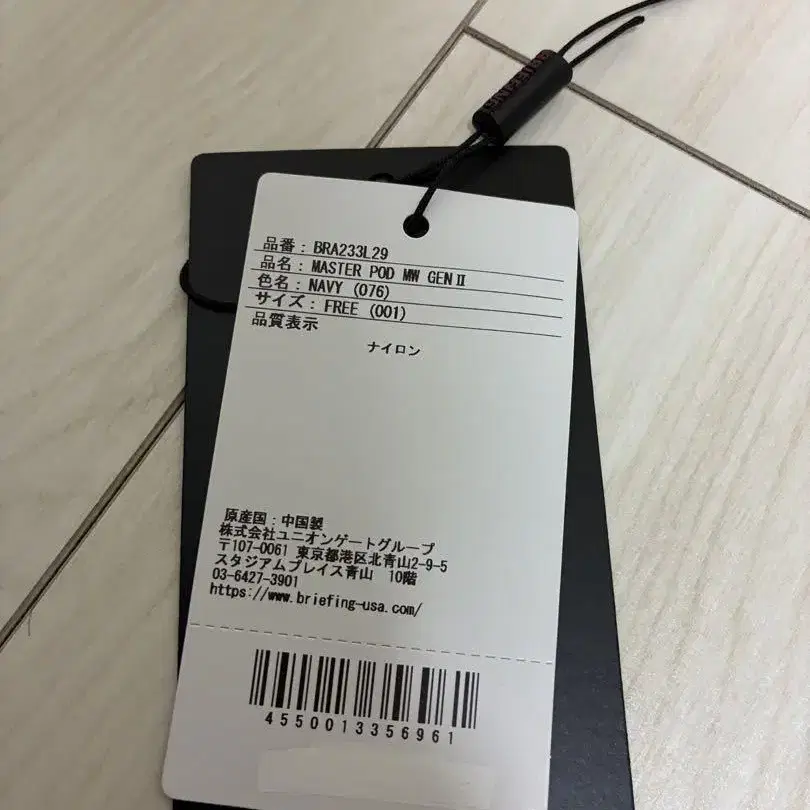 BRIEFING
品番 : BRA233L29
品名 : MASTER POD MW GENⅡ
色名 : NAVY (076)
サイズ : FREE (001)
品質表示
ナイロン
原産国 : 中国製
株式会社ユニオンゲートグループ
〒107-0061 東京都港区北青山2-9-5
スタジアムプレイス青山 10階
03-6427-3901
https://www.briefing-usa.com/
4550013356961